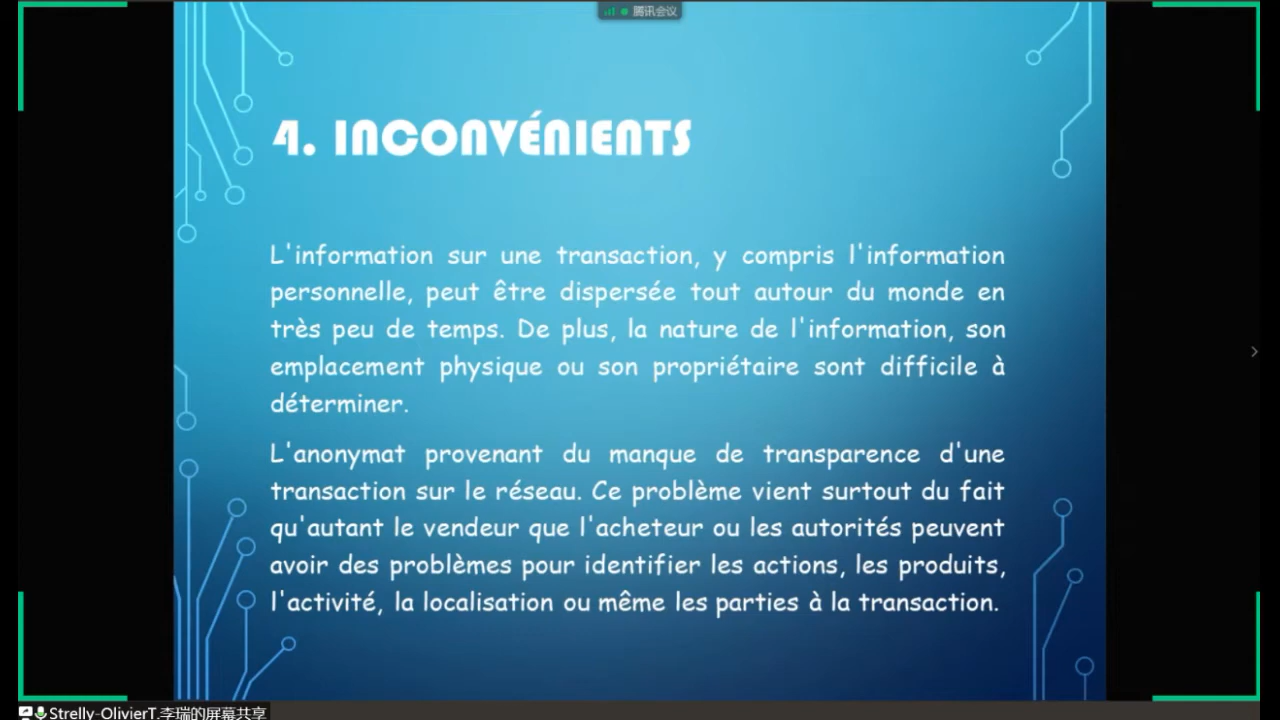 腾讯会议
4. INCONVÉNIENTS
L'information sur une transaction, y compris l'information
personnelle, peut être dispersée tout autour du monde en
très peu de temps. De plus, la nature de l'information, son
emplacement physique ou son propriétaire sont difficile à
déterminer.
L'anonymat provenant du manque de transparence d'une
transaction sur le réseau. Ce problème vient surtout du fait
qu'autant le vendeur que l'acheteur ou les autorités peuvent
avoir des problèmes pour identifier les actions, les produits,
l'activité, la localisation ou même les parties à la transaction.
Strelly-OlivierT.李瑞的屏幕共享